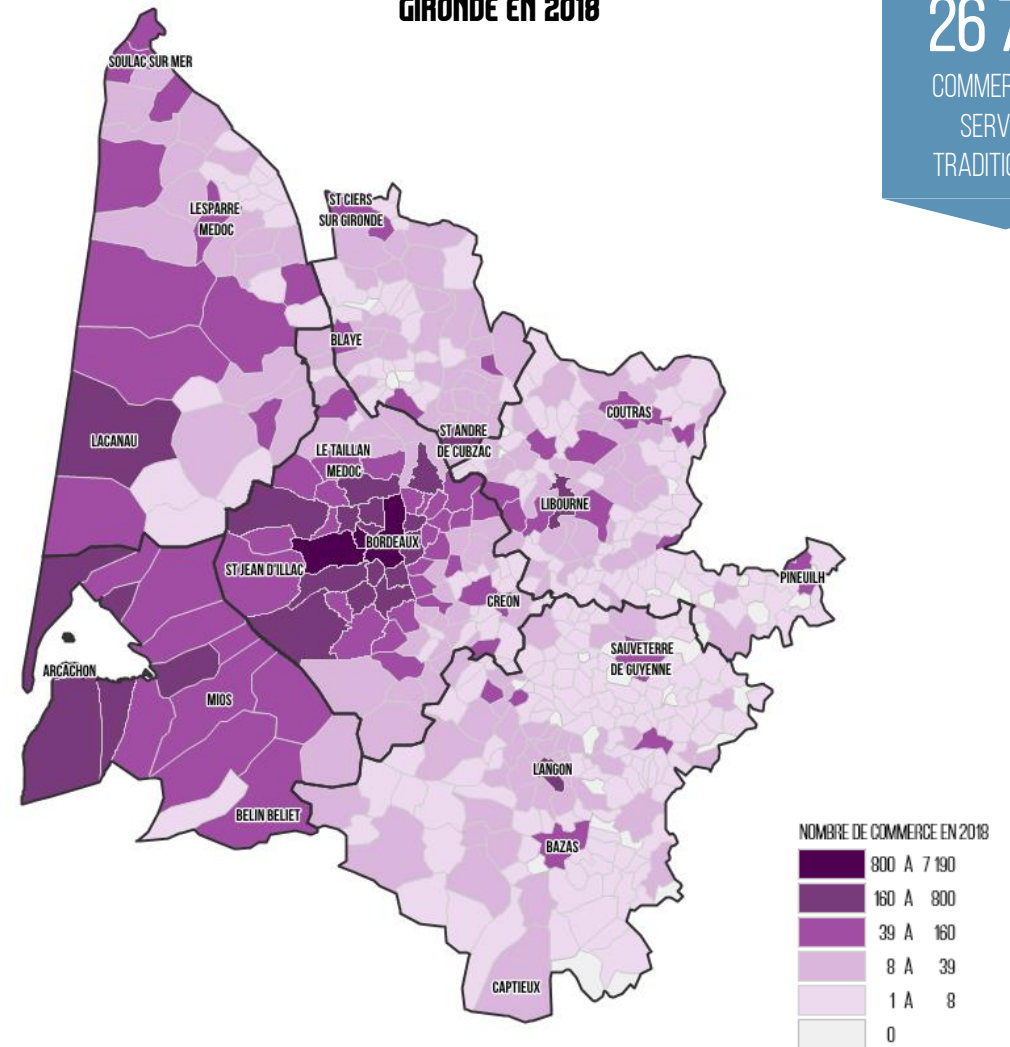 GIRONDE EN 2018
26 7
COMMER
SERV
TRADITIO
SOULAC SUR MER
ST CIERS
SUR GIRONDE
LESPARRE
MEDOC
BLAYE
COUTRAS
LACANAU
ST ANDRE
DE CUBZAC
LE TAILLAN
MEDOC
LIBOURNE
BORDEAUX
ST JEAN D'ILLAC
PINEUILH
CREON
SAUVETERRE
DE GUYENNE
ARCACHON
MIOS
LANGON
BELIN BELIET
BAZAS
CAPTIEUX
NOMBRE DE COMMERCE EN 2018
800 A 7 190
160 A 800
39 A 160
8 A 39
1 A 8
0